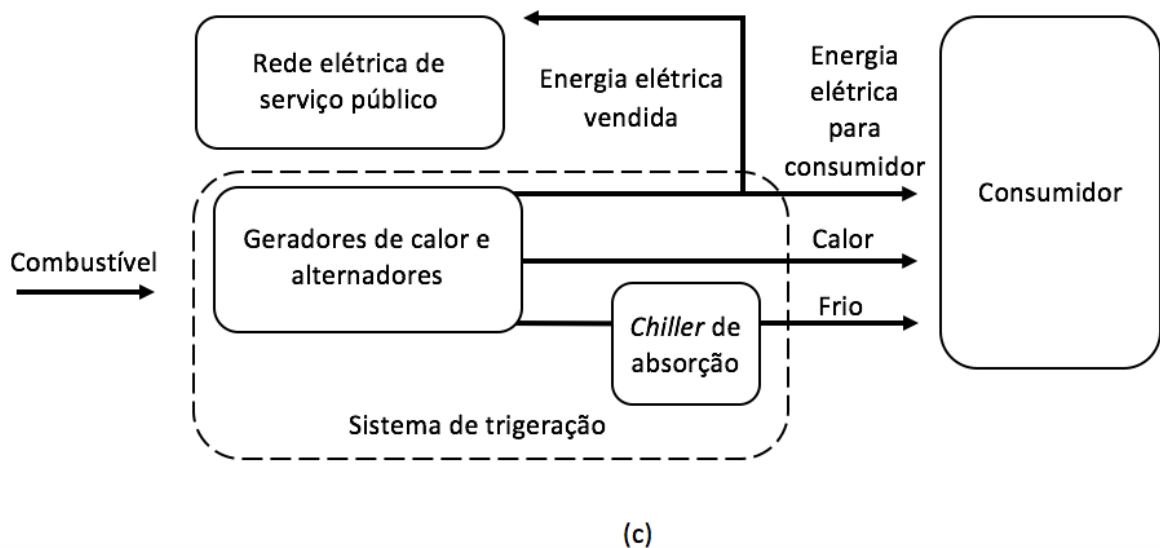 Rede elétrica de
serviço público
Energia elétrica
vendida
Energia
elétrica
para
consumidor
Consumidor
Combustível
Geradores de calor e
alternadores
Calor
Frio
Chiller de
absorção
Sistema de trigeração
(c)